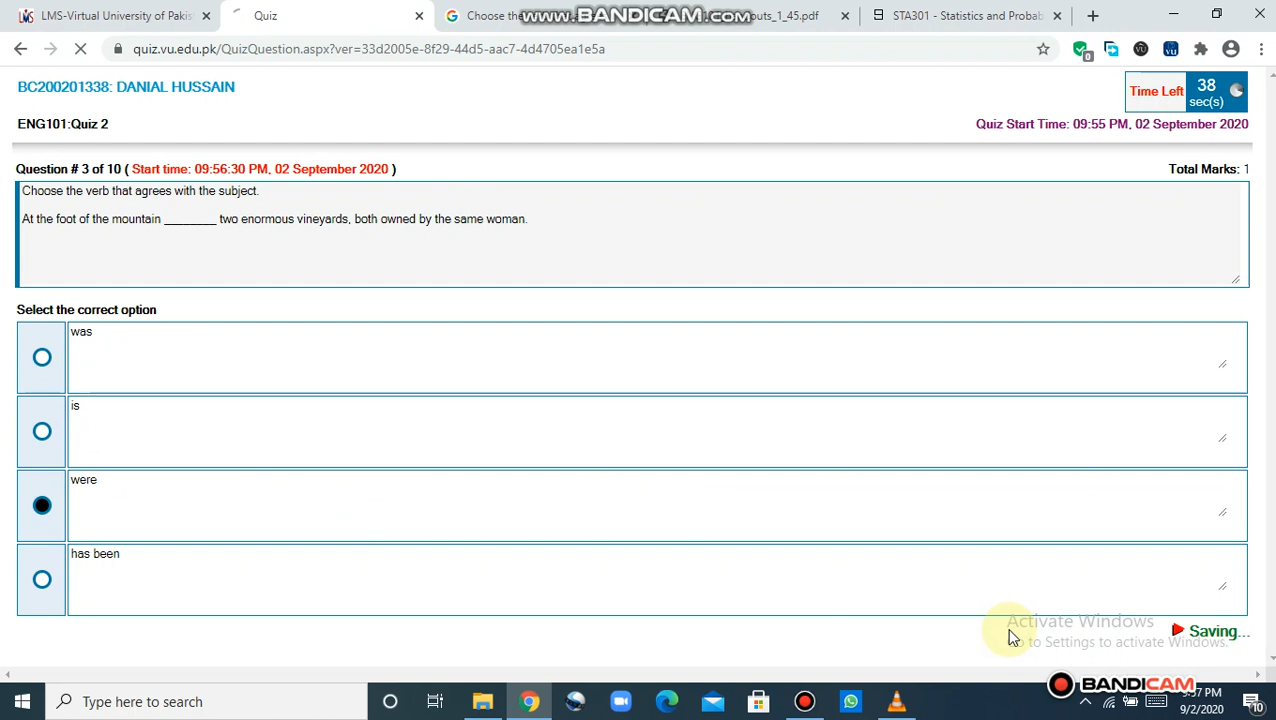 LMS-Virtual University of Pakis
Quiz
Choose the
www.BANDICAM.com
outs_1_45.pdf
STA301 - Statistics and Probab
quiz.vu.edu.pk/QuizQuestion.aspx?ver=33d2005e-8f29-44d5-aac7-4d4705ea1e5a
0
VU
vu
BC200201338: DANIAL HUSSAIN
Time Left
38
sec(s)
ENG101:Quiz 2
Quiz Start Time: 09:55 PM, 02 September 2020
Question # 3 of 10 ( Start time: 09:56:30 PM, 02 September 2020 )
Total Marks: 1
Choose the verb that agrees with the subject.
At the foot of the mountain ________ two enormous vineyards, both owned by the same woman.
Select the correct option
was
is
were
has been
Activate Windows
to Settings to activate Windows.
Saving...
Type here to search
BANDICAM
PM
9/2/2020
10